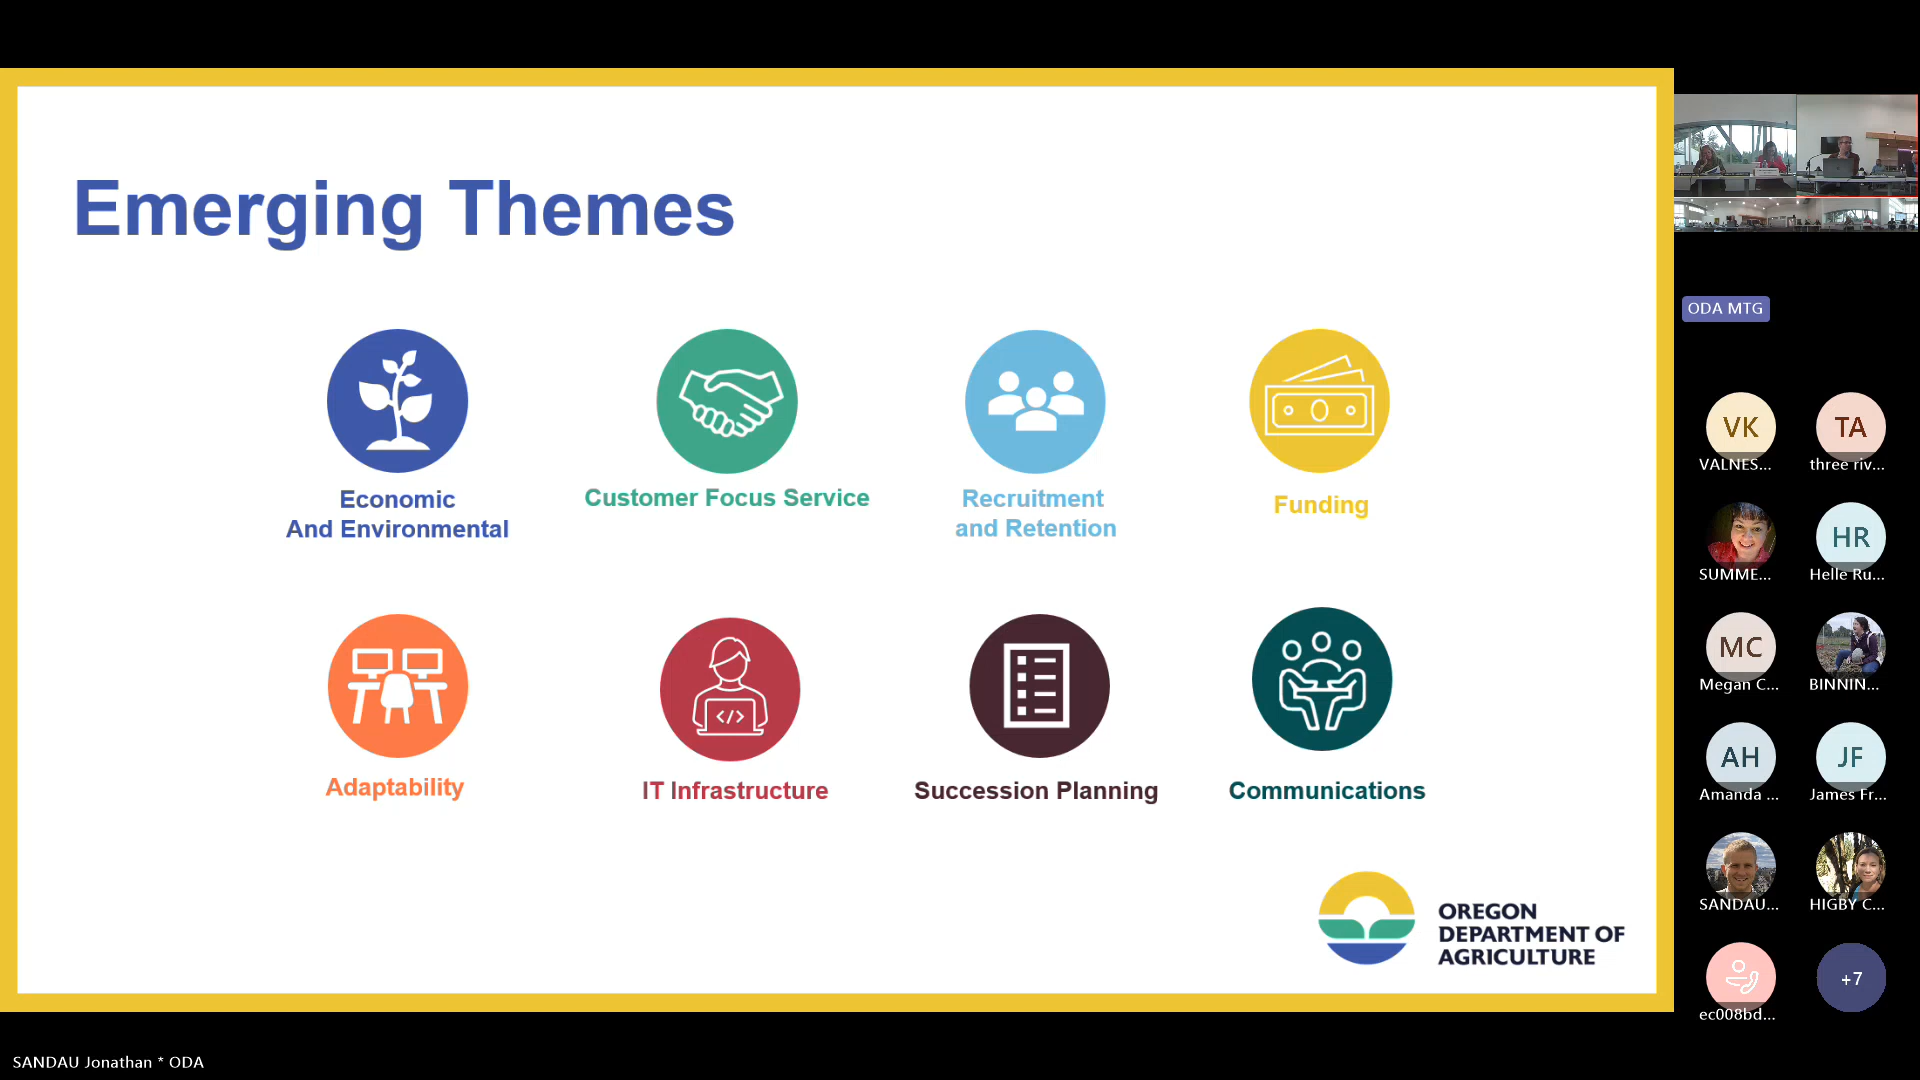 Emerging Themes
Economic
And Environmental
Customer Focus Service
Recruitment
and Retention
Funding
Adaptability
</>
IT Infrastructure
Succession Planning
Communications
OREGON
DEPARTMENT OF
AGRICULTURE
ODA MTG
VK
VALNES...
TA
three riv...
SUMME...
HR
Helle Ru...
MC
Megan C...
BINNIN...
AH
Amanda ...
JF
James Fr...
SANDAU...
HIGBY C...
ec008bd...
+7
SANDAU Jonathan * ODA